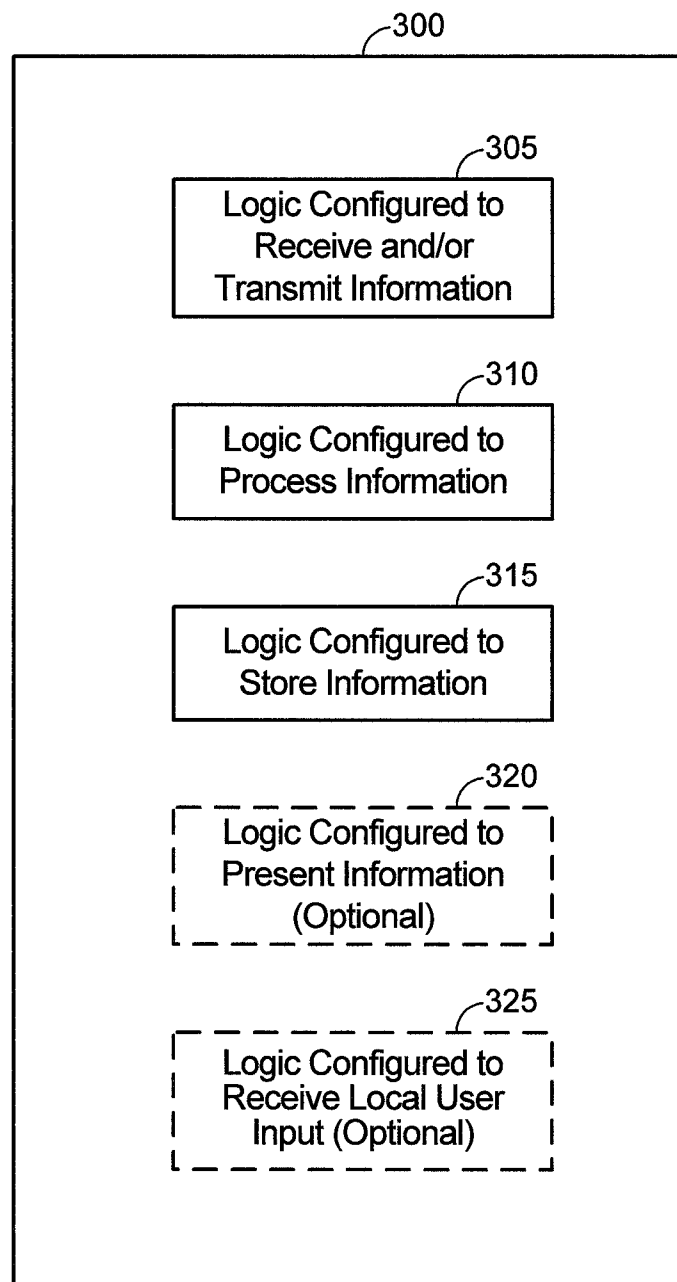 300
305
Logic Configured to
Receive and/or
Transmit Information
310
Logic Configured to
Process Information
315
Logic Configured to
Store Information
320
Logic Configured to
Present Information
(Optional)
325
Logic Configured to
Receive Local User
Input (Optional)